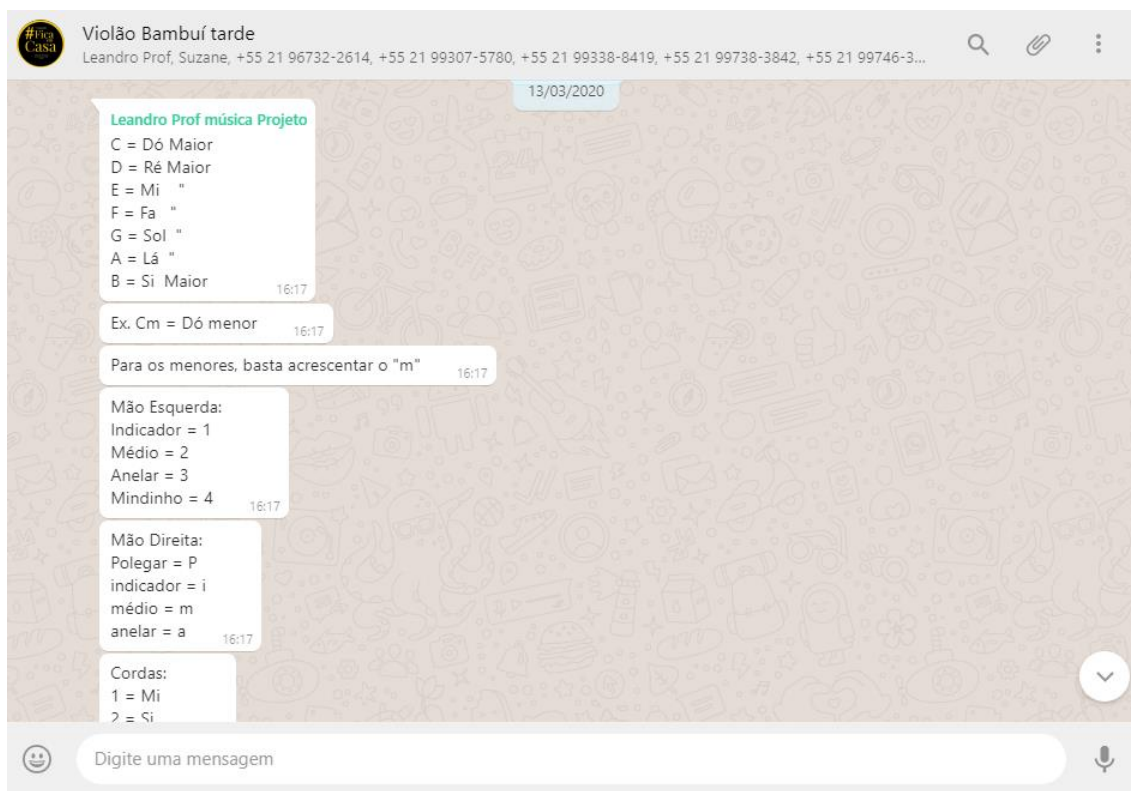 #Fica
Casa
Violão Bambuí tarde
Leandro Prof, Suzane, +55 21 96732-2614, +55 21 99307-5780, +55 21 99338-8419, +55 21 99738-3842, +55 21 99746-3...
13/03/2020
Leandro Prof música Projeto
C = Dó Maior
D = Ré Maior
E = Mi "
F = Fa "
G = Sol "
A = Lá "
B = Si Maior
16:17
Ex. Cm = Dó menor
16:17
Para os menores, basta acrescentar o "m"
16:17
Mão Esquerda:
Indicador = 1
Médio = 2
Anelar = 3
Mindinho = 4
16:17
Mão Direita:
Polegar = P
indicador = i
médio = m
anelar = a
16:17
Cordas:
1 = Mi
2 = Si
Digite uma mensagem